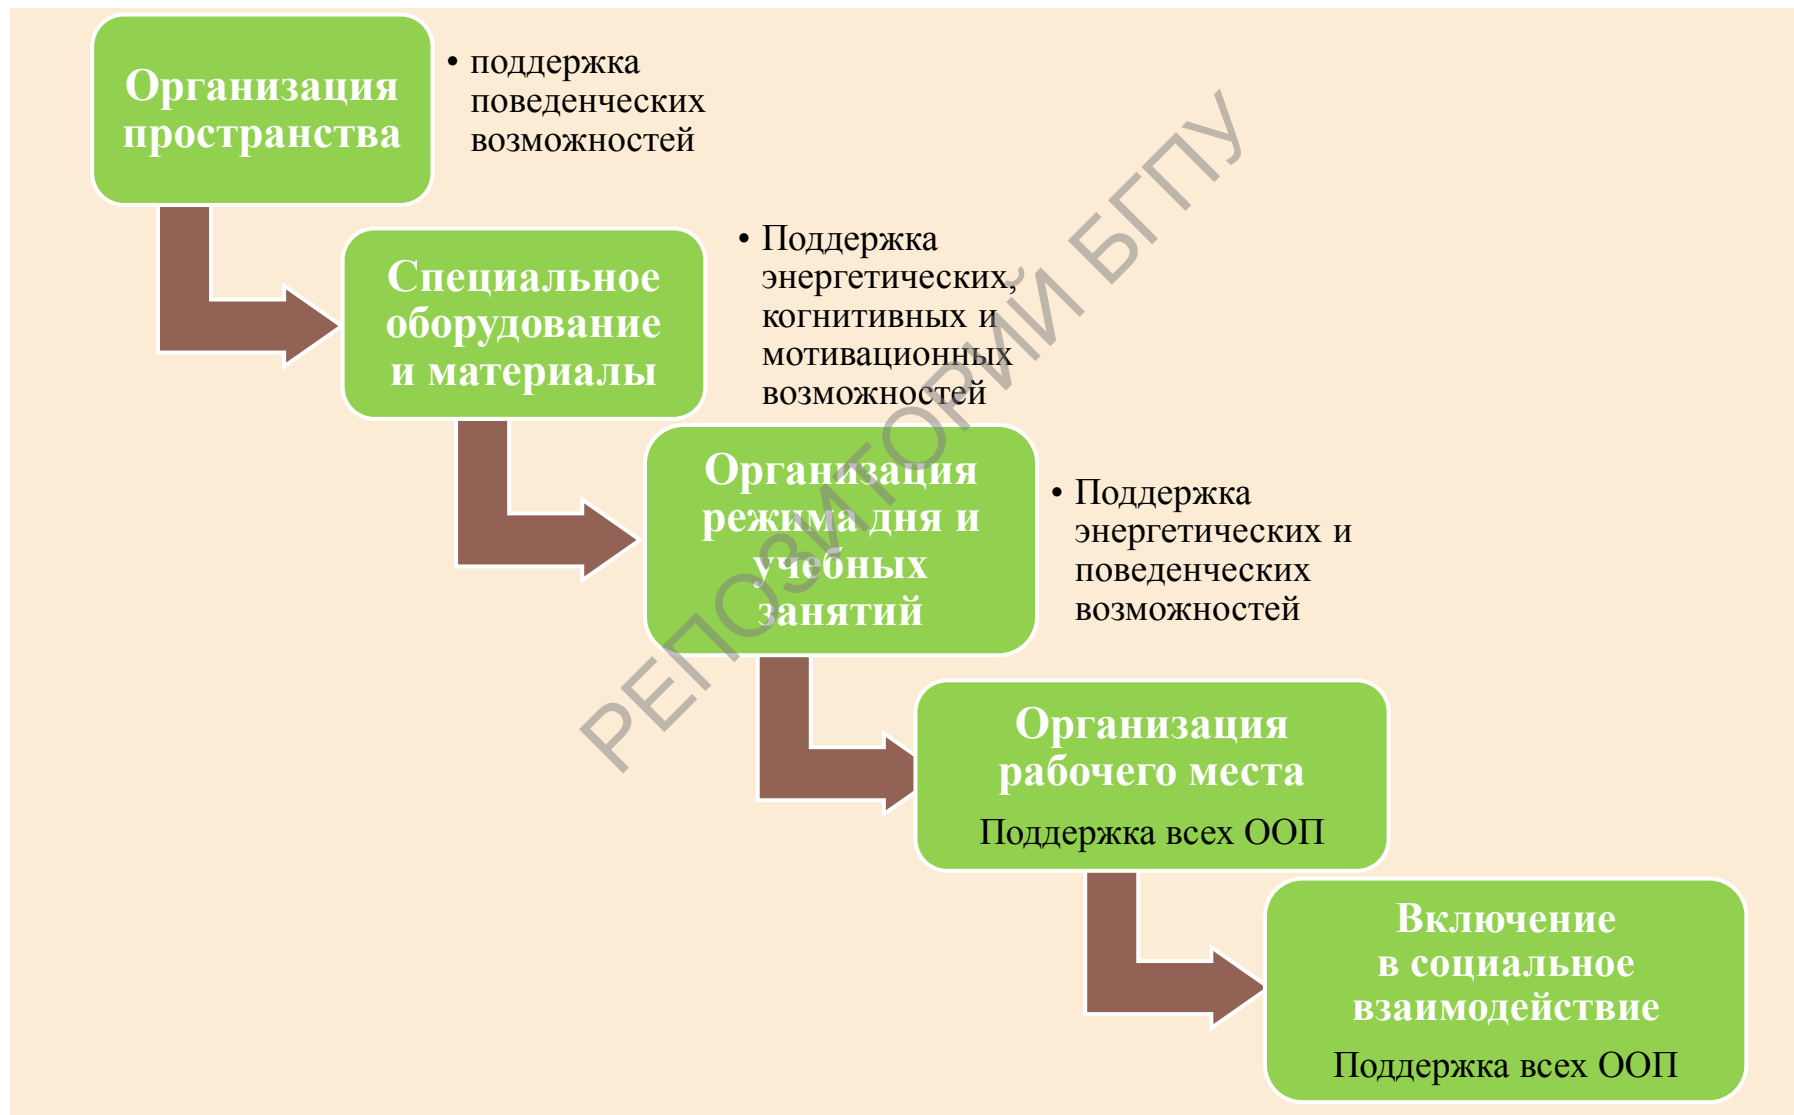 Организация
пространства
• поддержка
поведенческих
возможностей
Специальное
оборудование
и материалы
• Поддержка
энергетических,
когнитивных и
мотивационных
возможностей
Организация
режима дня и
учебных
занятий
• Поддержка
энергетических и
поведенческих
возможностей
Организация
рабочего места
Поддержка всех ООП
Включение
в социальное
взаимодействие
Поддержка всех ООП
РЕПОЗИТОРИЙ БГПУ